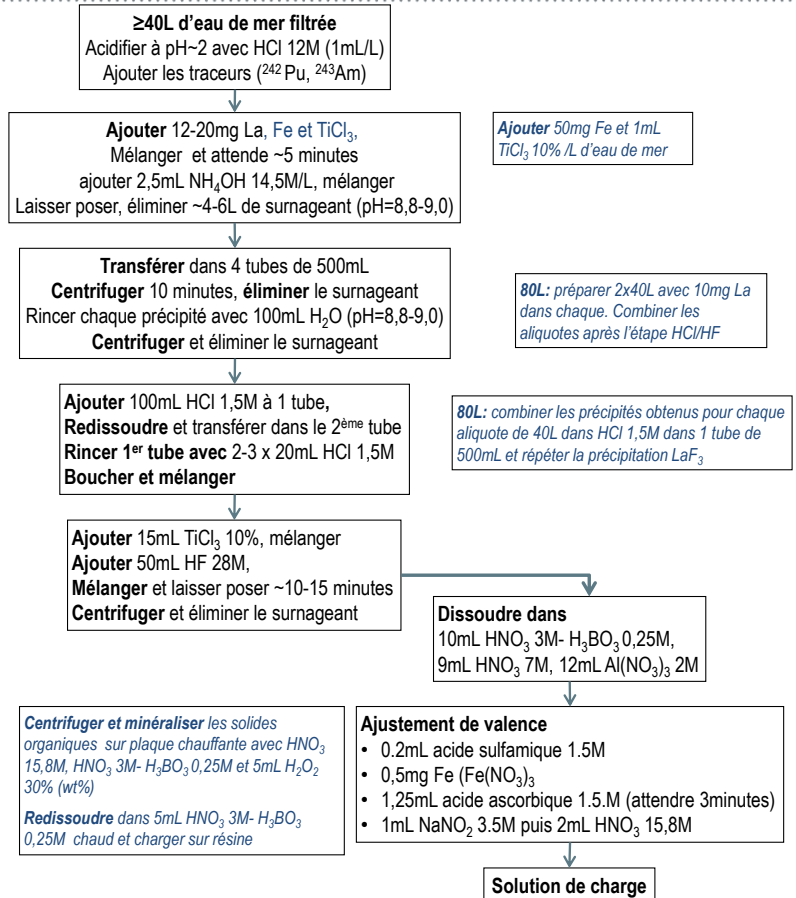 ≥40L d'eau de mer filtrée
Acidifier à pH~2 avec HCl 12M (1mL/L)
Ajouter les traceurs (²⁴² Pu, ²⁴³Am)
Ajouter 12-20mg La, Fe et TiCl₃,
Mélanger et attende ~5 minutes
ajouter 2,5mL NH₄OH 14,5M/L, mélanger
Laisser poser, éliminer ~4-6L de surnageant (pH=8,8-9,0)
Ajouter 50mg Fe et 1mL
TiCl₃ 10% /L d'eau de mer
Transférer dans 4 tubes de 500mL
Centrifuger 10 minutes, éliminer le surnageant
Rincer chaque précipité avec 100mL H₂O (pH=8,8-9,0)
Centrifuger et éliminer le surnageant
80L: préparer 2x40L avec 10mg La
dans chaque. Combiner les
aliquotes après l'étape HCl/HF
Ajouter 100mL HCl 1,5M à 1 tube,
Redissoudre et transférer dans le 2ème tube
Rincer 1er tube avec 2-3 x 20mL HCl 1,5M
Boucher et mélanger
80L: combiner les précipités obtenus pour chaque
aliquote de 40L dans HCl 1,5M dans 1 tube de
500mL et répéter la précipitation LaF₃
Ajouter 15mL TiCl₃ 10%, mélanger
Ajouter 50mL HF 28M,
Mélanger et laisser poser ~10-15 minutes
Centrifuger et éliminer le surnageant
Dissoudre dans
10mL HNO₃ 3M- H₃BO₃ 0,25M,
9mL HNO₃ 7M, 12mL Al(NO₃)₃ 2M
Centrifuger et minéraliser les solides
organiques sur plaque chauffante avec HNO₃
15,8M, HNO₃ 3M- H₃BO₃ 0,25M et 5mL H₂O₂
30% (wt%)
Redissoudre dans 5mL HNO₃ 3M- H₃BO₃
0,25M chaud et charger sur résine
Ajustement de valence
• 0.2mL acide sulfamique 1.5M
• 0,5mg Fe (Fe(NO₃)₃
• 1,25mL acide ascorbique 1.5.M (attendre 3minutes)
• 1mL NaNO₂ 3.5M puis 2mL HNO₃ 15,8M
Solution de charge